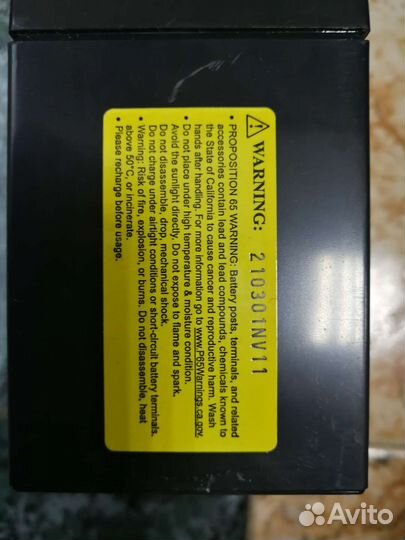 ⚠ WARNING: 210301NV11
• PROPOSITION 65 WARNING: Battery posts, terminals, and related
accessories contain lead and lead compounds, chemicals known to
the State of California to cause cancer and reproductive harm. Wash
hands after handling. For more information go to www.P65Warnings.ca.gov.
• Do not place under high temperature & moisture condition.
Avoid the sunlight directly. Do not expose to flame and spark.
Do not disassemble, drop, mechanical shock.
Do not charge under airtight conditions or short-circuit battery terminals.
• Warning: Risk of fire, explosion, or burns. Do not disassemble, heat
above 50°C, or incinerate.
• Please recharge before usage.
Avito